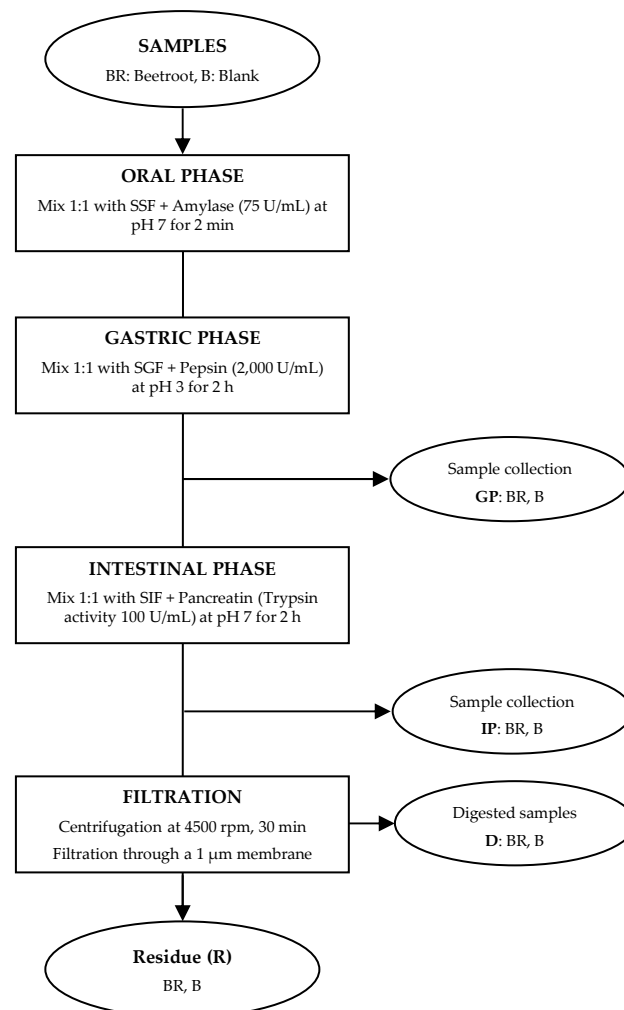 SAMPLES
BR: Beetroot, B: Blank
ORAL PHASE
Mix 1:1 with SSF + Amylase (75 U/mL) at
pH 7 for 2 min
GASTRIC PHASE
Mix 1:1 with SGF + Pepsin (2,000 U/mL)
at pH 3 for 2 h
Sample collection
GP: BR, B
INTESTINAL PHASE
Mix 1:1 with SIF + Pancreatin (Trypsin
activity 100 U/mL) at pH 7 for 2 h
Sample collection
IP: BR, B
FILTRATION
Centrifugation at 4500 rpm, 30 min
Filtration through a 1 µm membrane
Digested samples
D: BR, B
Residue (R)
BR, B